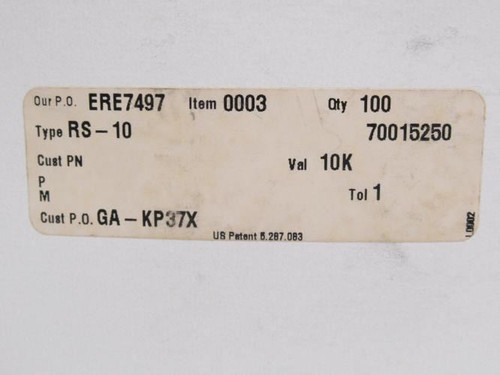 Our P.O. ERE7497 Item 0003 Qty 100
Type RS-10 70015250
Cust PN Val 10K
P
M Tol 1
Cust P.O. GA-KP37X
US Patent 5,287,083